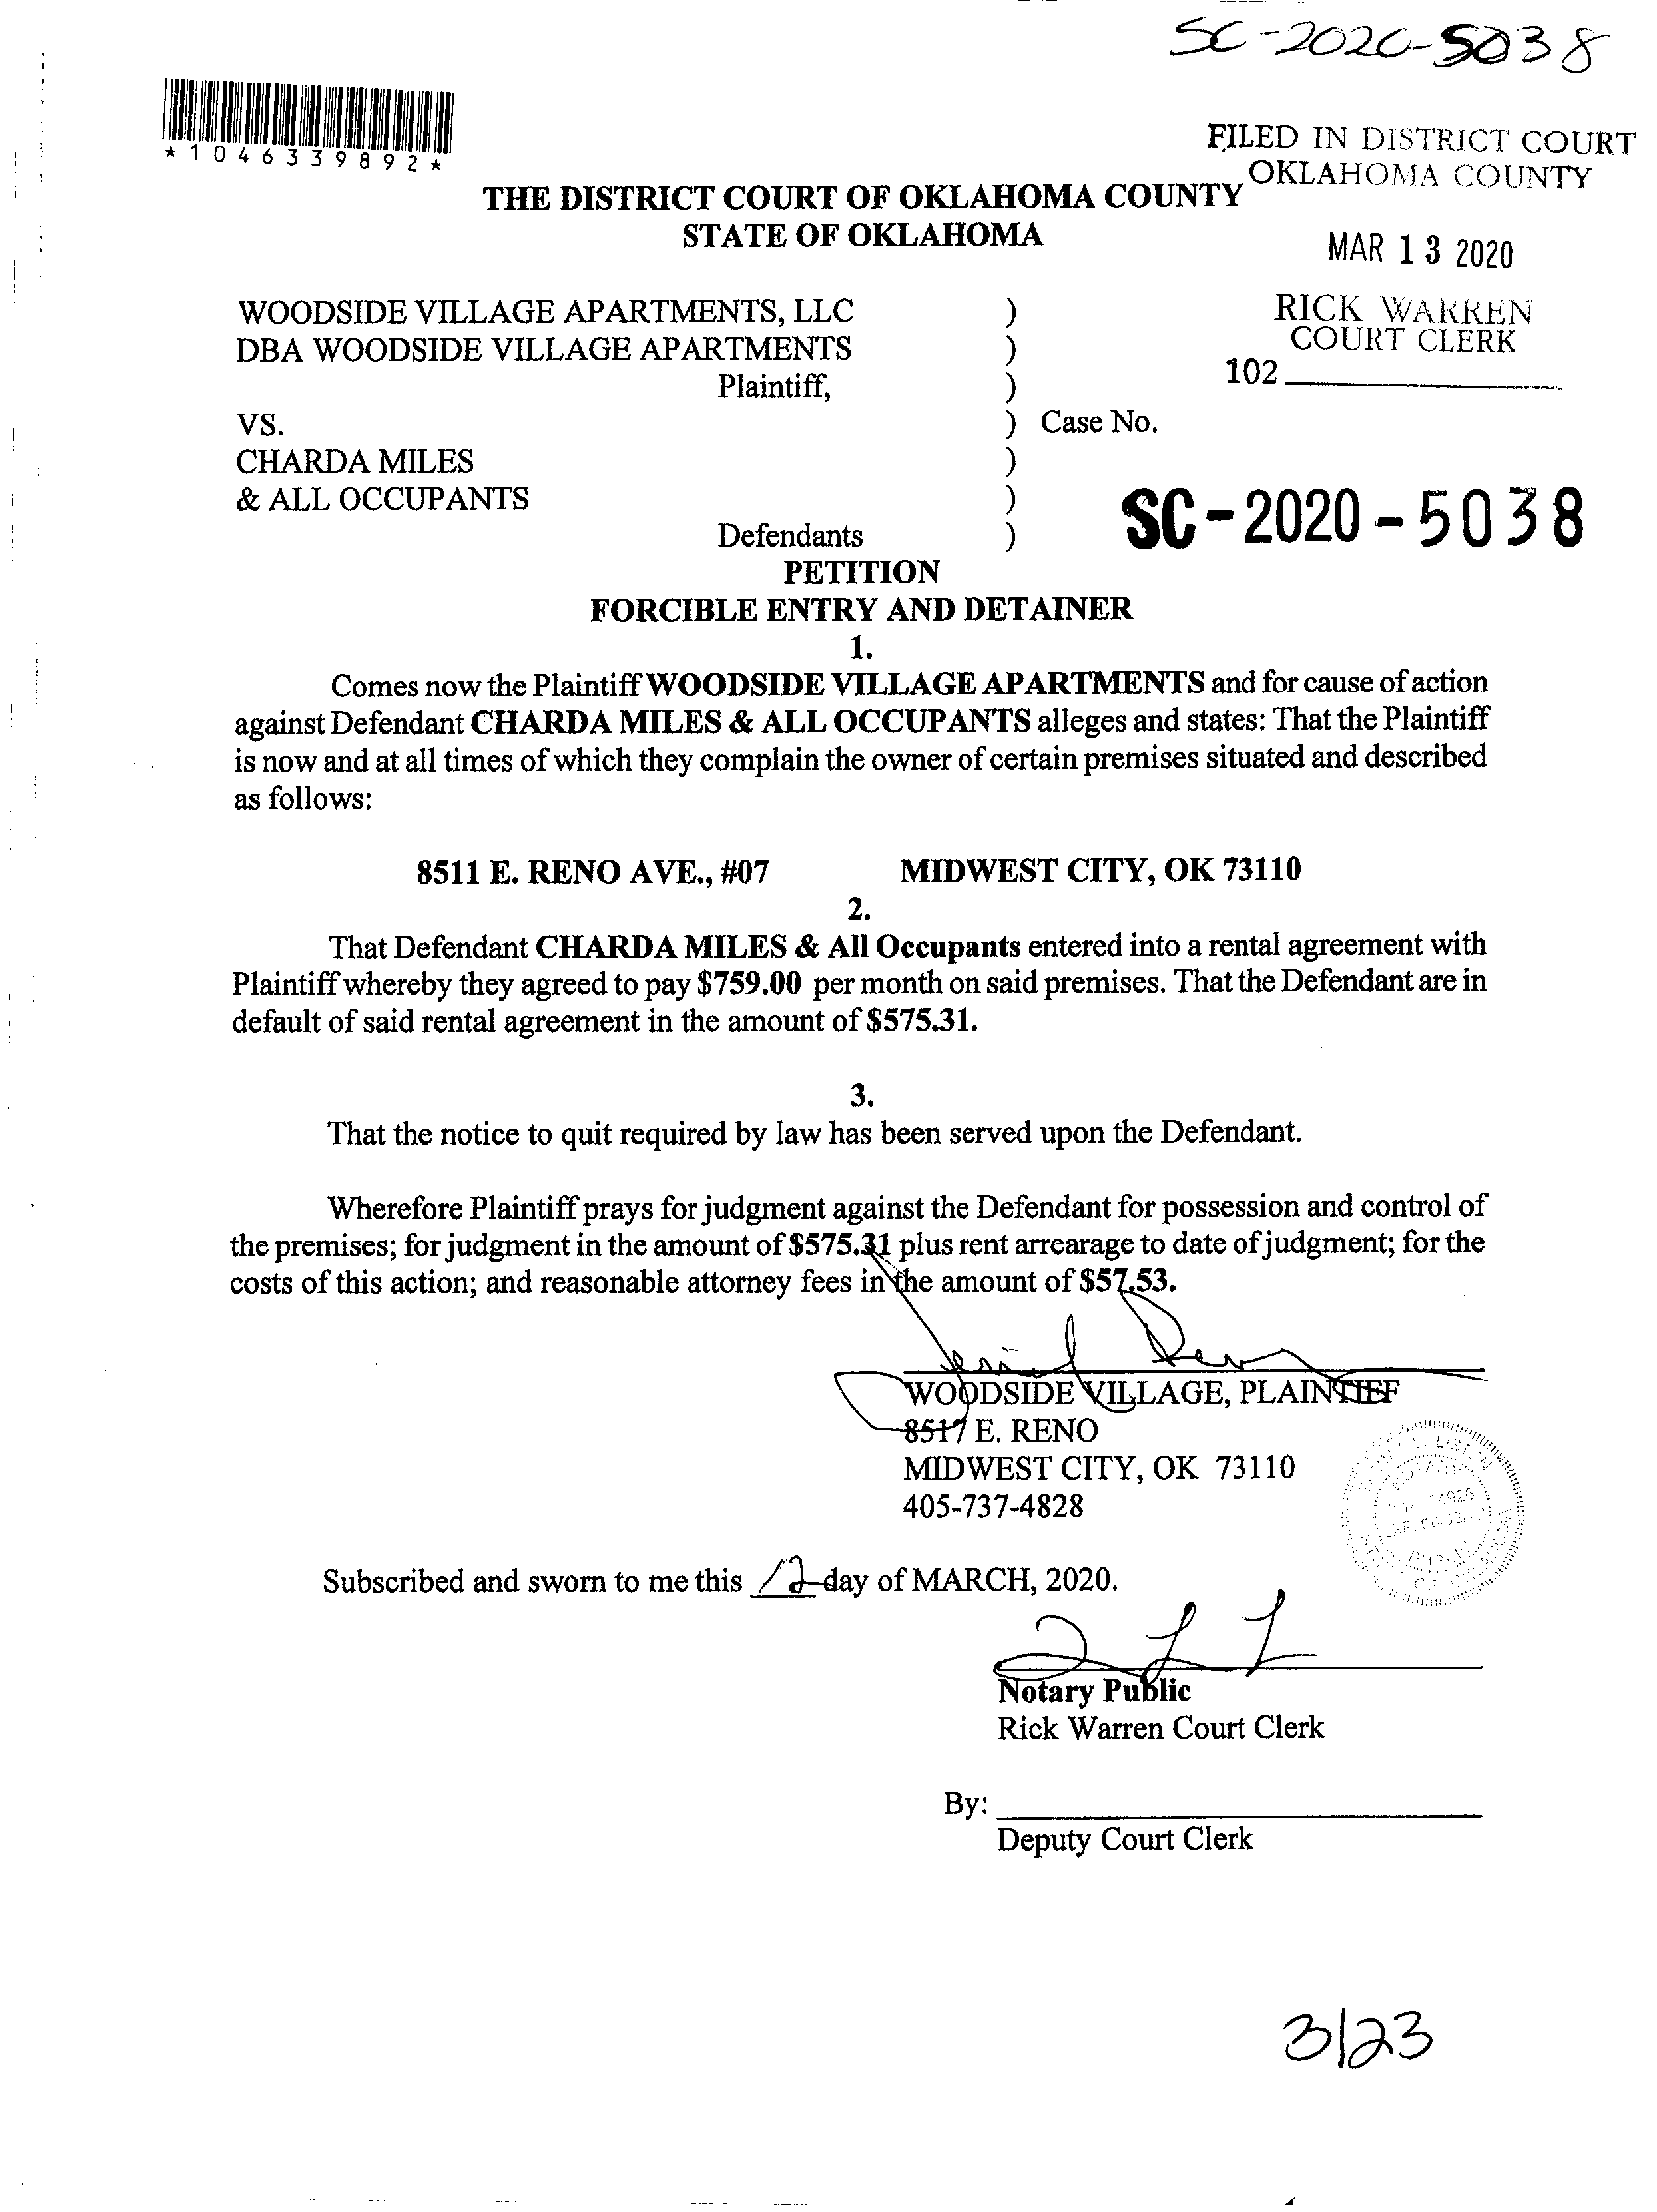 SC-2020-5038
*1046339892*
FILED IN DISTRICT COURT
OKLAHOMA COUNTY
THE DISTRICT COURT OF OKLAHOMA COUNTY
STATE OF OKLAHOMA
MAR 13 2020
RICK WARREN
COURT CLERK
102
WOODSIDE VILLAGE APARTMENTS, LLC )
DBA WOODSIDE VILLAGE APARTMENTS )
Plaintiff, )
VS. ) Case No.
CHARDA MILES )
& ALL OCCUPANTS )
SC-2020-5038
Defendants )
PETITION
FORCIBLE ENTRY AND DETAINER
1.
Comes now the Plaintiff WOODSIDE VILLAGE APARTMENTS and for cause of action
against Defendant CHARDA MILES & ALL OCCUPANTS alleges and states: That the Plaintiff
is now and at all times of which they complain the owner of certain premises situated and described
as follows:
8511 E. RENO AVE., #07 MIDWEST CITY, OK 73110
2.
That Defendant CHARDA MILES & All Occupants entered into a rental agreement with
Plaintiff whereby they agreed to pay $759.00 per month on said premises. That the Defendant are in
default of said rental agreement in the amount of $575.31.
3.
That the notice to quit required by law has been served upon the Defendant.
Wherefore Plaintiff prays for judgment against the Defendant for possession and control of
the premises; for judgment in the amount of $575.31 plus rent arrearage to date of judgment; for the
costs of this action; and reasonable attorney fees in the amount of $57.53.
WOODSIDE VILLAGE, PLAINTIFF
8517 E. RENO
MIDWEST CITY, OK 73110
405-737-4828
Subscribed and sworn to me this 12 day of MARCH, 2020.
Notary Public
Rick Warren Court Clerk
By:
Deputy Court Clerk
3/23